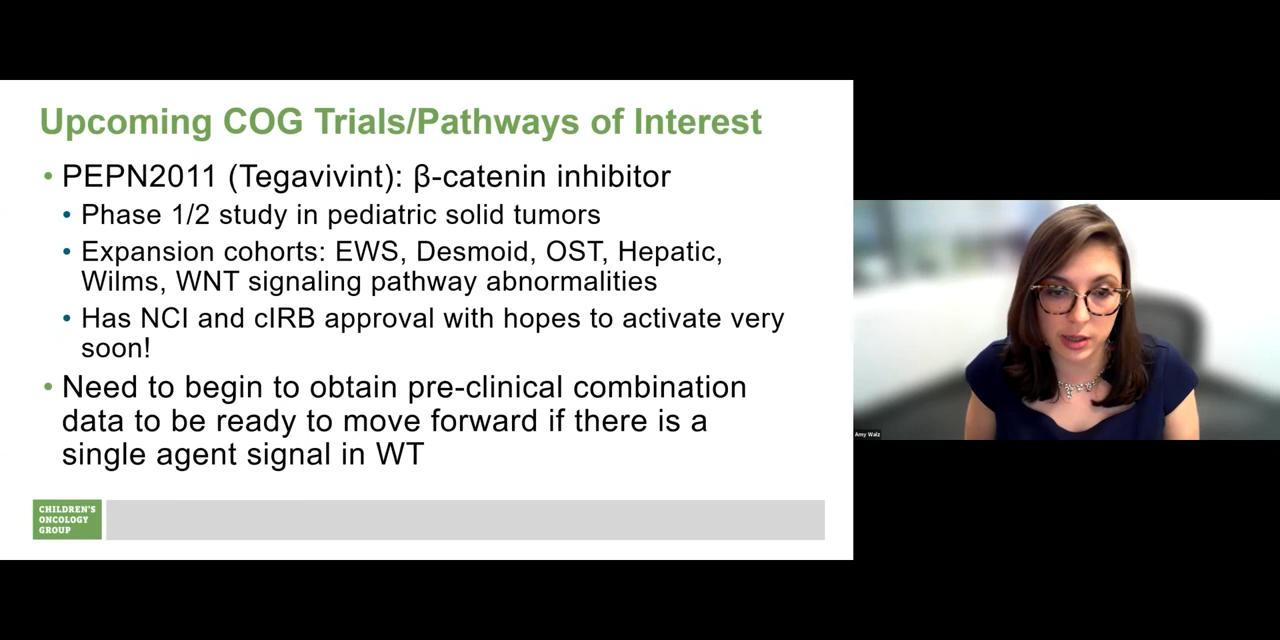 Upcoming COG Trials/Pathways of Interest
• PEPN2011 (Tegavivint): β-catenin inhibitor
• Phase 1/2 study in pediatric solid tumors
• Expansion cohorts: EWS, Desmoid, OST, Hepatic,
Wilms, WNT signaling pathway abnormalities
• Has NCI and cIRB approval with hopes to activate very
soon!
• Need to begin to obtain pre-clinical combination
data to be ready to move forward if there is a
single agent signal in WT
CHILDREN'S
ONCOLOGY
GROUP
Amy Walz